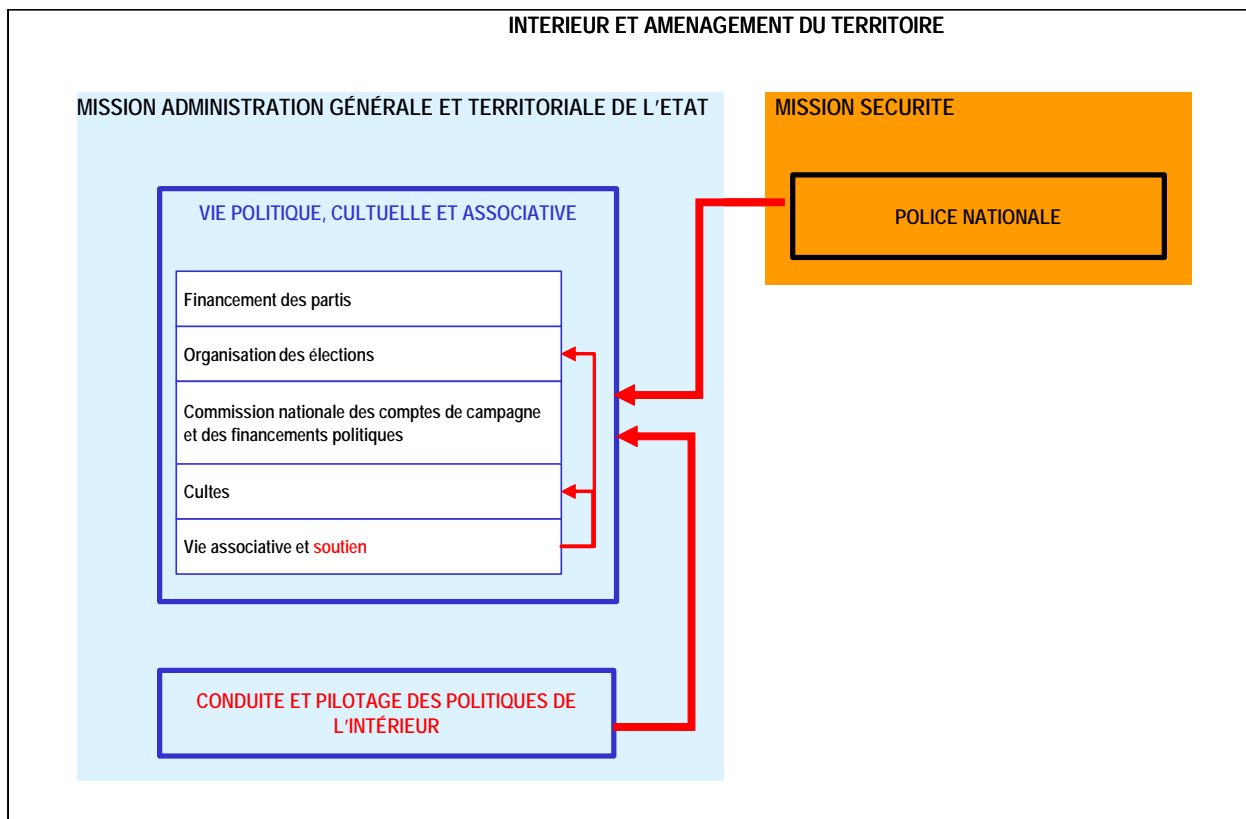 INTERIEUR ET AMENAGEMENT DU TERRITOIRE
MISSION ADMINISTRATION GÉNÉRALE ET TERRITORIALE DE L'ETAT
MISSION SECURITE
VIE POLITIQUE, CULTUELLE ET ASSOCIATIVE
POLICE NATIONALE
Financement des partis
Organisation des élections
Commission nationale des comptes de campagne
et des financements politiques
Cultes
Vie associative et soutien
CONDUITE ET PILOTAGE DES POLITIQUES DE
L'INTÉRIEUR